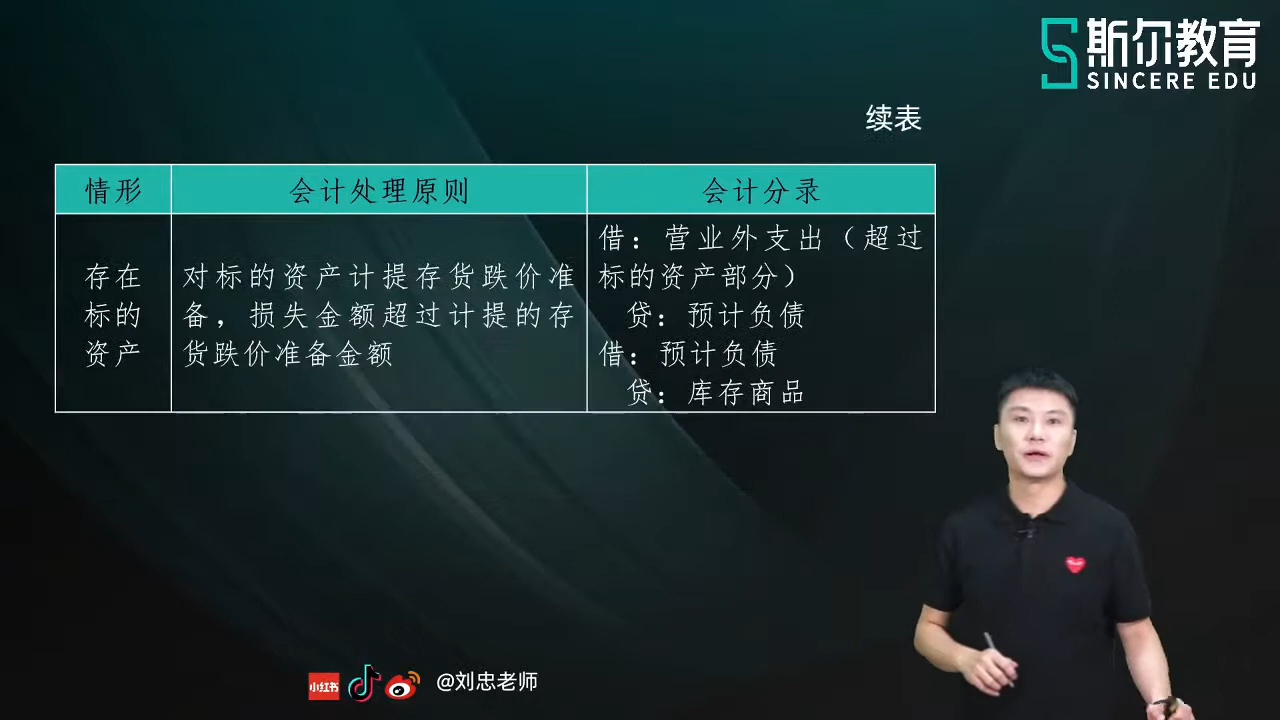 斯尔教育
SINCERE EDU
续表
情形
会计处理原则
会计分录
存在
标的
资产
对标的资产计提存货跌价准
备，损失金额超过计提的存
货跌价准备金额
借：营业外支出（超过
标的资产部分）
贷：预计负债
借：预计负债
贷：库存商品
小红书
@刘忠老师